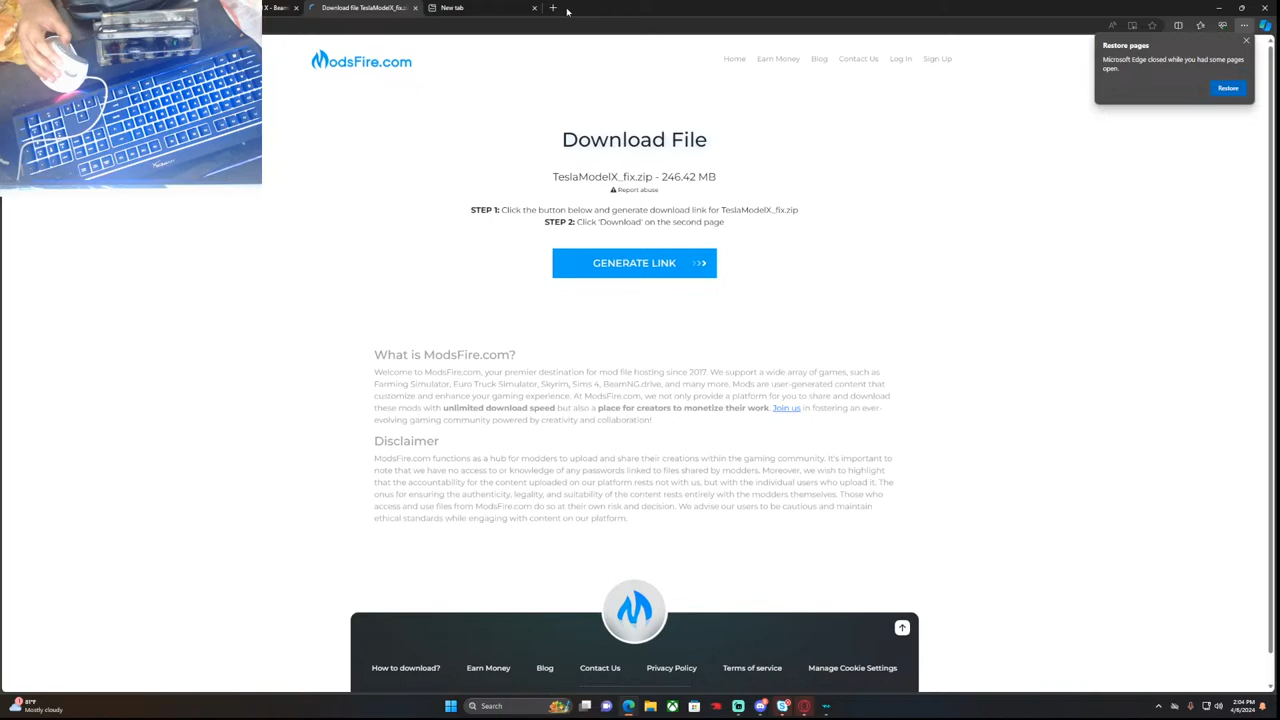 X - Beam
Download file TeslaModelX_fix.zip
New tab
ModsFire.com
Home
Earn Money
Blog
Contact Us
Log In
Sign Up
Restore pages
Microsoft Edge closed while you had some pages
open.
Restore
Download File
TeslaModelX_fix.zip - 246.42 MB
Report abuse
STEP 1: Click the button below and generate download link for TeslaModelX_fix.zip
STEP 2: Click 'Download' on the second page
GENERATE LINK
What is ModsFire.com?
Welcome to ModsFire.com, your premier destination for mod file hosting since 2017. We support a wide array of games, such as
Farming Simulator, Euro Truck Simulator, Skyrim, Sims 4, BeamNG.drive, and many more. Mods are user-generated content that
customize and enhance your gaming experience. At ModsFire.com, we not only provide a platform for you to share and download
these mods with unlimited download speed but also a place for creators to monetize their work. Join us in fostering an ever-
evolving gaming community powered by creativity and collaboration!
Disclaimer
ModsFire.com functions as a hub for modders to upload and share their creations within the gaming community. It's important to
note that we have no access to or knowledge of any passwords linked to files shared by modders. Moreover, we wish to highlight
that the accountability for the content uploaded on our platform rests not with us, but with the individual users who upload it. The
onus for ensuring the authenticity, legality, and suitability of the content rests entirely with the modders themselves. Those who
access and use files from ModsFire.com do so at their own risk and decision. We advise our users to be cautious and maintain
ethical standards while engaging with content on our platform.
How to download?
Earn Money
Blog
Contact Us
Privacy Policy
Terms of service
Manage Cookie Settings
81°F
Mostly cloudy
Search
2:04 PM
4/6/2024